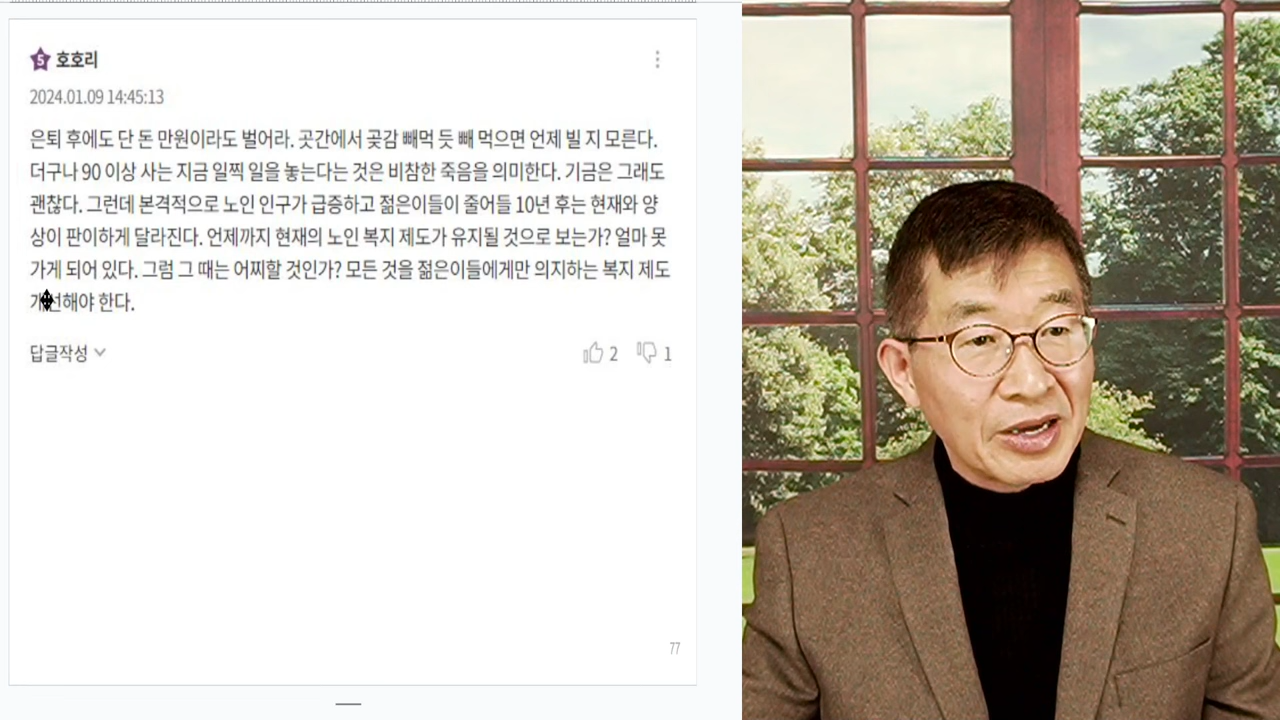 5 호호리
2024.01.09 14:45:13
은퇴 후에도 단 돈 만원이라도 벌어라. 곳간에서 곶감 빼먹 듯 빼 먹으면 언제 빌 지 모른다.
더구나 90 이상 사는 지금 일찍 일을 놓는다는 것은 비참한 죽음을 의미한다. 기금은 그래도
괜찮다. 그런데 본격적으로 노인 인구가 급증하고 젊은이들이 줄어들 10년 후는 현재와 양
상이 판이하게 달라진다. 언제까지 현재의 노인 복지 제도가 유지될 것으로 보는가? 얼마 못
가게 되어 있다. 그럼 그 때는 어찌할 것인가? 모든 것을 젊은이들에게만 의지하는 복지 제도
개선해야 한다.
답글작성
2 1
77